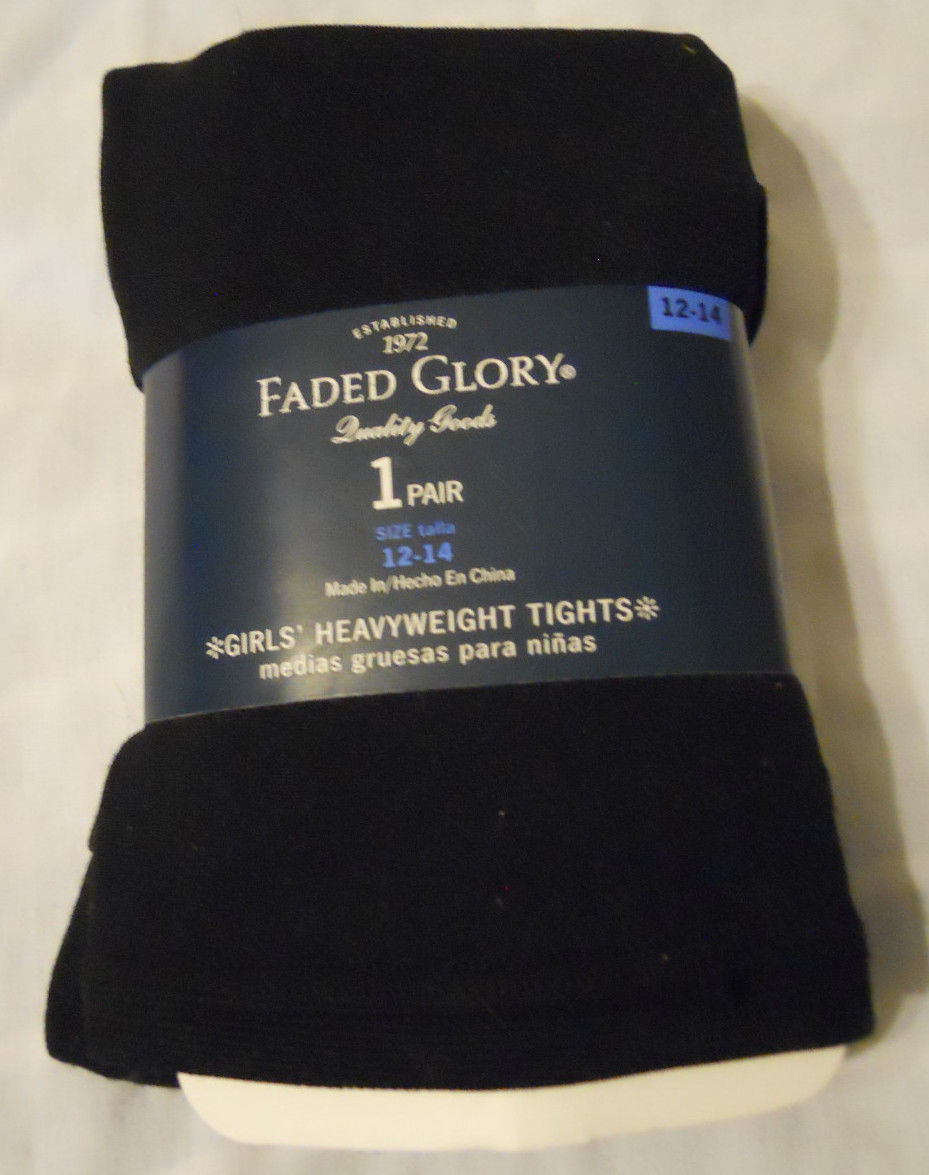 12-14
ESTABLISHED
1972
FADED GLORY®
Quality Goods
1 PAIR
SIZE talla
12-14
Made In/Hecho En China
*GIRLS' HEAVYWEIGHT TIGHTS*
medias gruesas para niñas